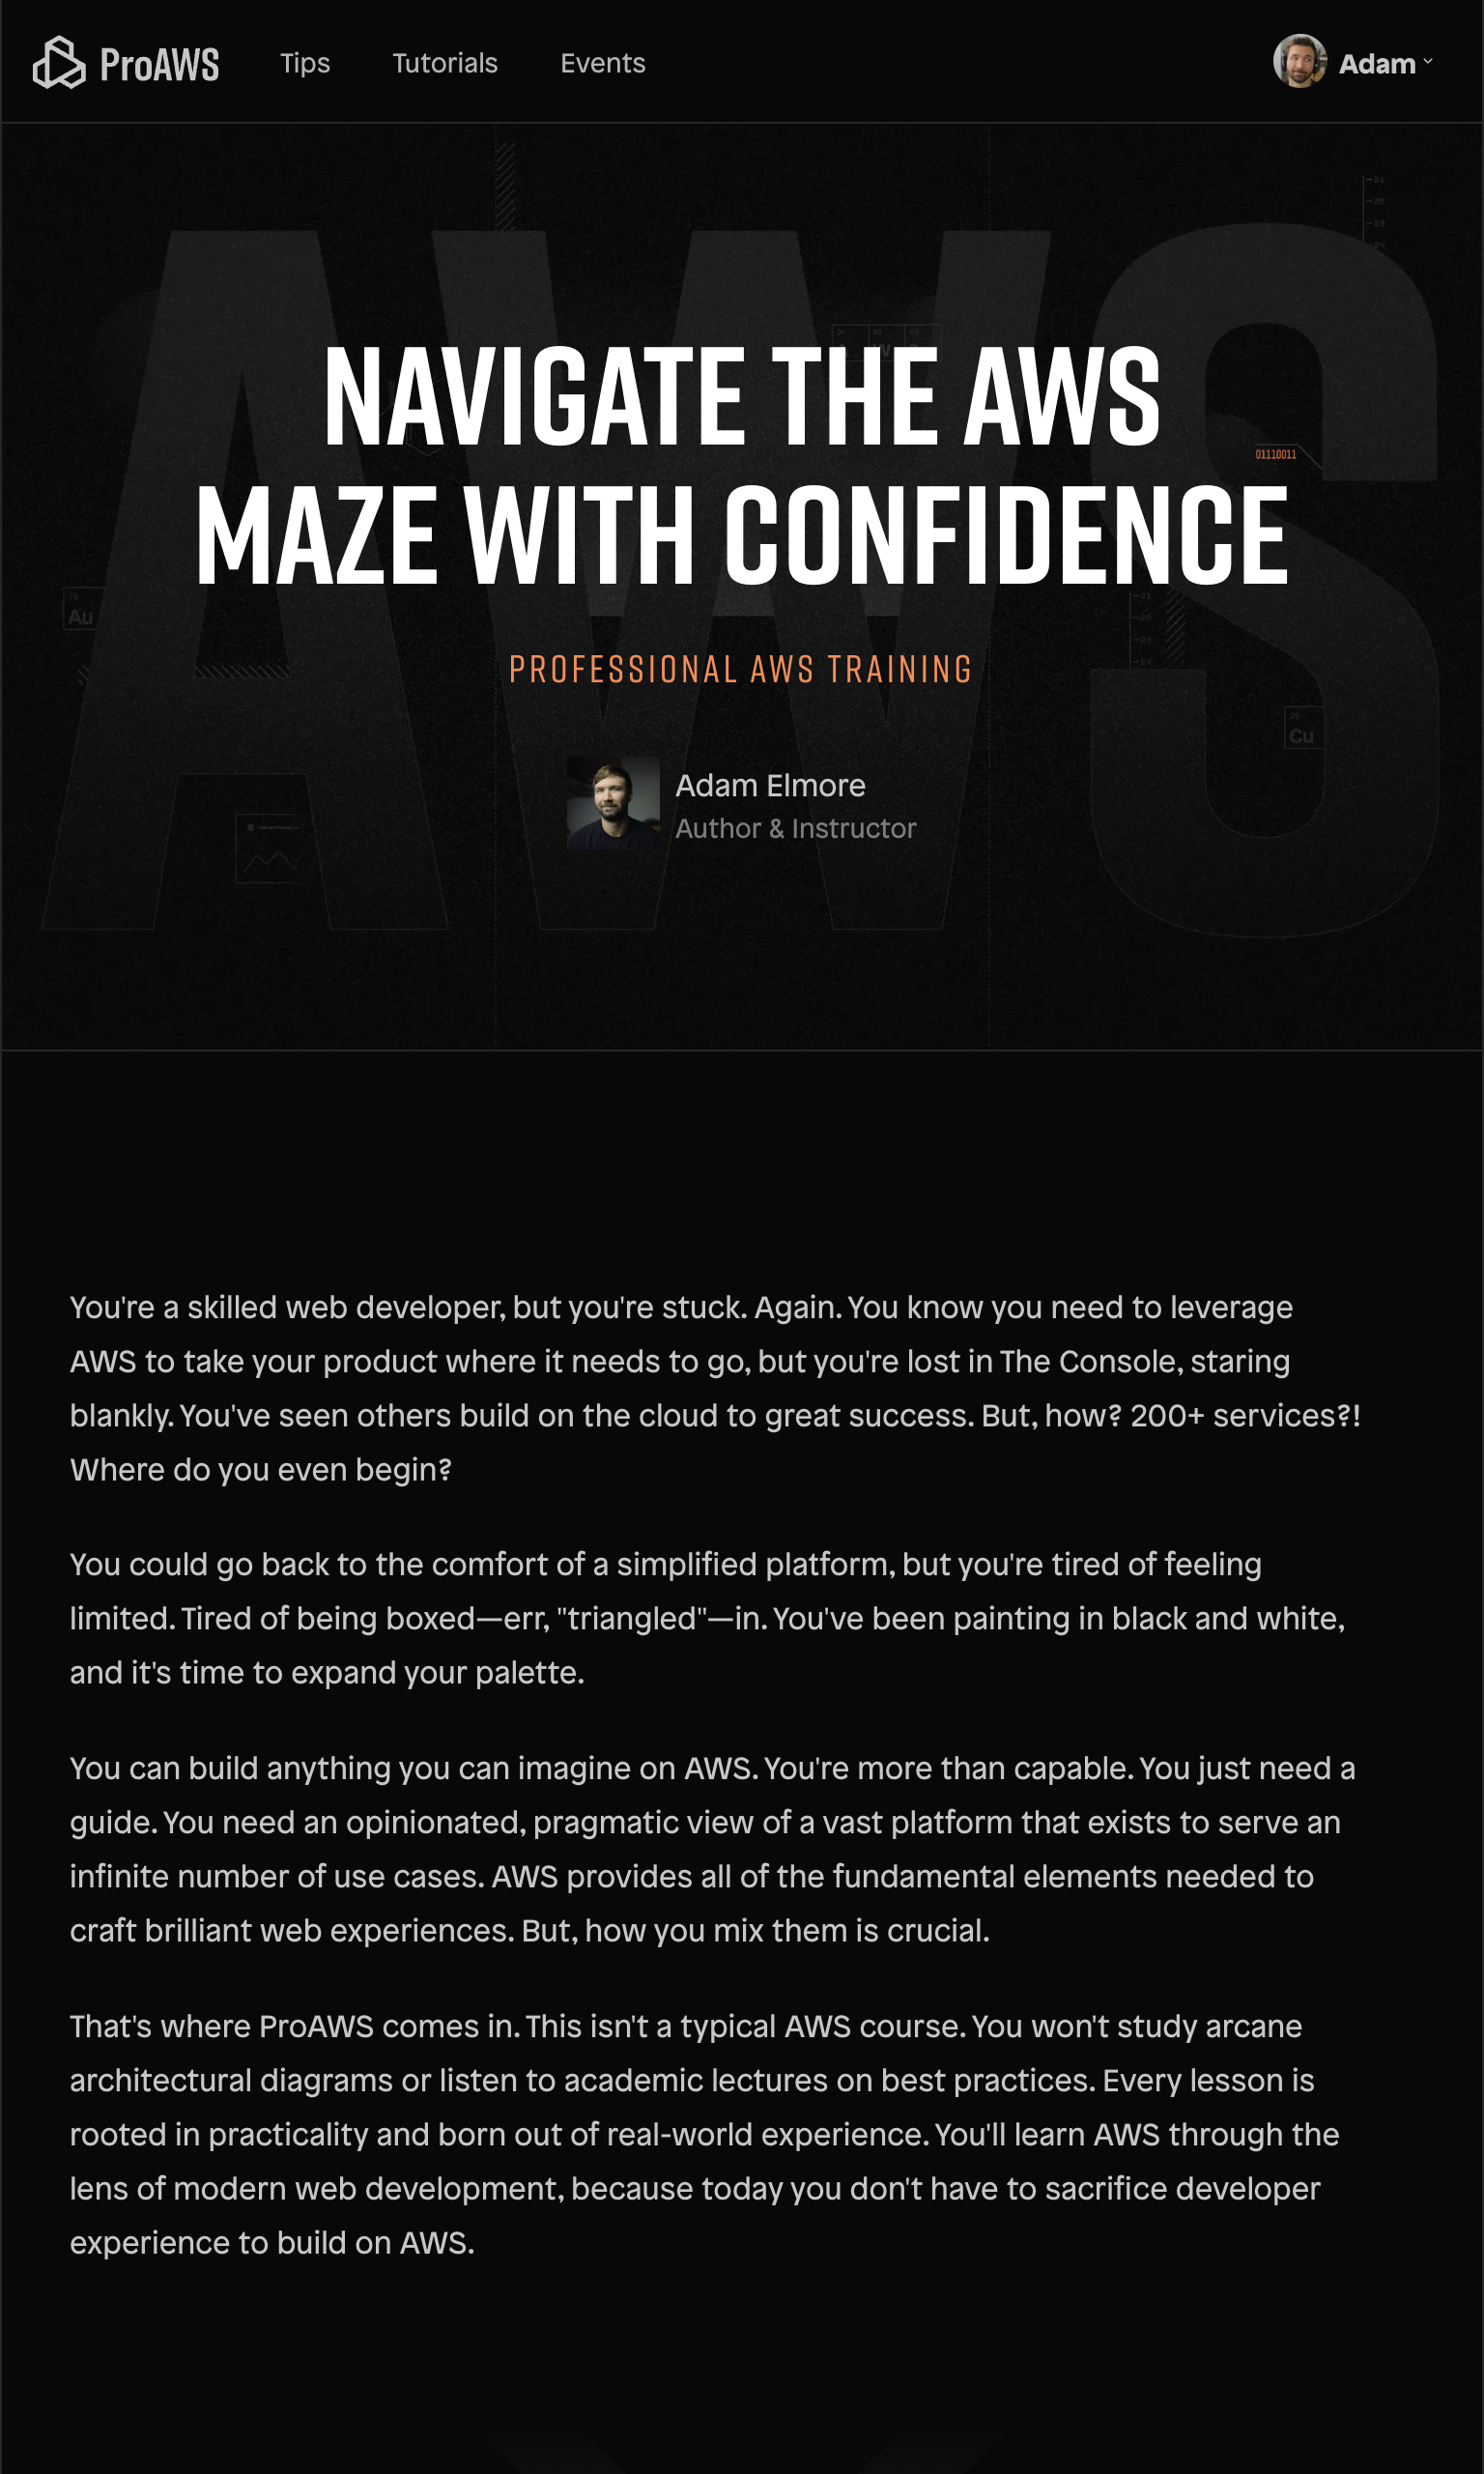 ProAWS
Tips
Tutorials
Events
Adam
AWS
NAVIGATE THE AWS
MAZE WITH CONFIDENCE
01110011
Au
PROFESSIONAL AWS TRAINING
Cu
Adam Elmore
Author & Instructor
You're a skilled web developer, but you're stuck. Again. You know you need to leverage
AWS to take your product where it needs to go, but you're lost in The Console, staring
blankly. You've seen others build on the cloud to great success. But, how? 200+ services?!
Where do you even begin?
You could go back to the comfort of a simplified platform, but you're tired of feeling
limited. Tired of being boxed—err, "triangled"—in. You've been painting in black and white,
and it's time to expand your palette.
You can build anything you can imagine on AWS. You're more than capable. You just need a
guide. You need an opinionated, pragmatic view of a vast platform that exists to serve an
infinite number of use cases. AWS provides all of the fundamental elements needed to
craft brilliant web experiences. But, how you mix them is crucial.
That's where ProAWS comes in. This isn't a typical AWS course. You won't study arcane
architectural diagrams or listen to academic lectures on best practices. Every lesson is
rooted in practicality and born out of real-world experience. You'll learn AWS through the
lens of modern web development, because today you don't have to sacrifice developer
experience to build on AWS.